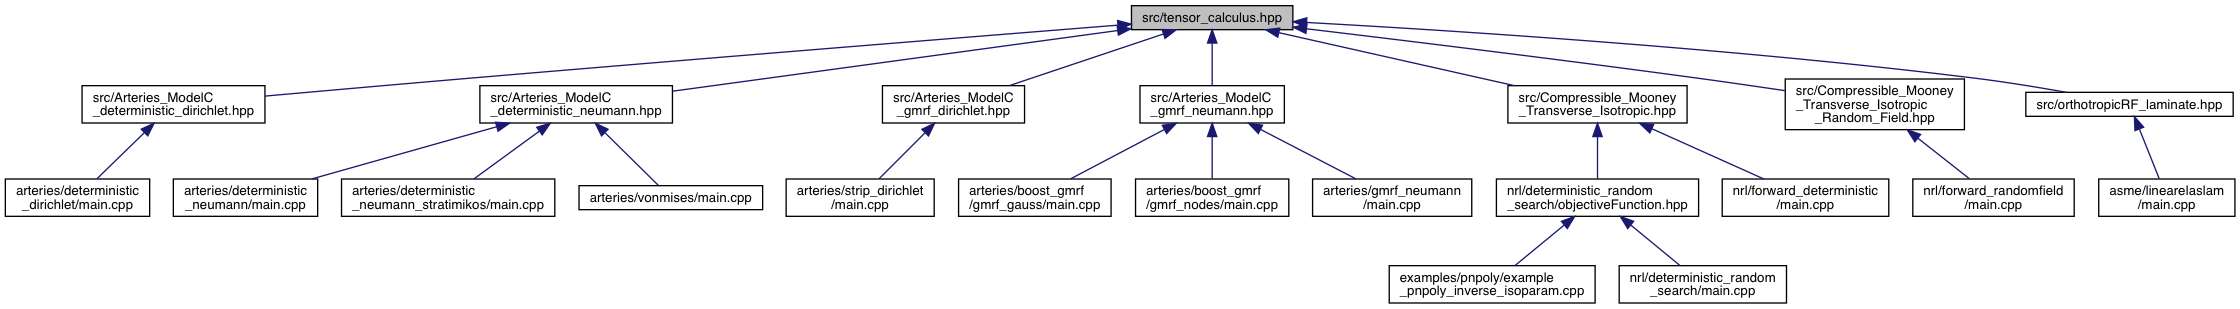 src/tensor_calculus.hpp
src/Arteries_ModelC
_deterministic_dirichlet.hpp
src/Arteries_ModelC
_deterministic_neumann.hpp
src/Arteries_ModelC
_gmrf_dirichlet.hpp
src/Arteries_ModelC
_gmrf_neumann.hpp
src/Compressible_Mooney
_Transverse_Isotropic.hpp
src/Compressible_Mooney
_Transverse_Isotropic
_Random_Field.hpp
src/orthotropicRF_laminate.hpp
arteries/deterministic
_dirichlet/main.cpp
arteries/deterministic
_neumann/main.cpp
arteries/deterministic
_neumann_stratimikos/main.cpp
arteries/vonmises/main.cpp
arteries/strip_dirichlet
/main.cpp
arteries/boost_gmrf
/gmrf_gauss/main.cpp
arteries/boost_gmrf
/gmrf_nodes/main.cpp
arteries/gmrf_neumann
/main.cpp
nrl/deterministic_random
_search/objectiveFunction.hpp
nrl/forward_deterministic
/main.cpp
nrl/forward_randomfield
/main.cpp
asme/linearelaslam
/main.cpp
examples/pnpoly/example
_pnpoly_inverse_isoparam.cpp
nrl/deterministic_random
_search/main.cpp